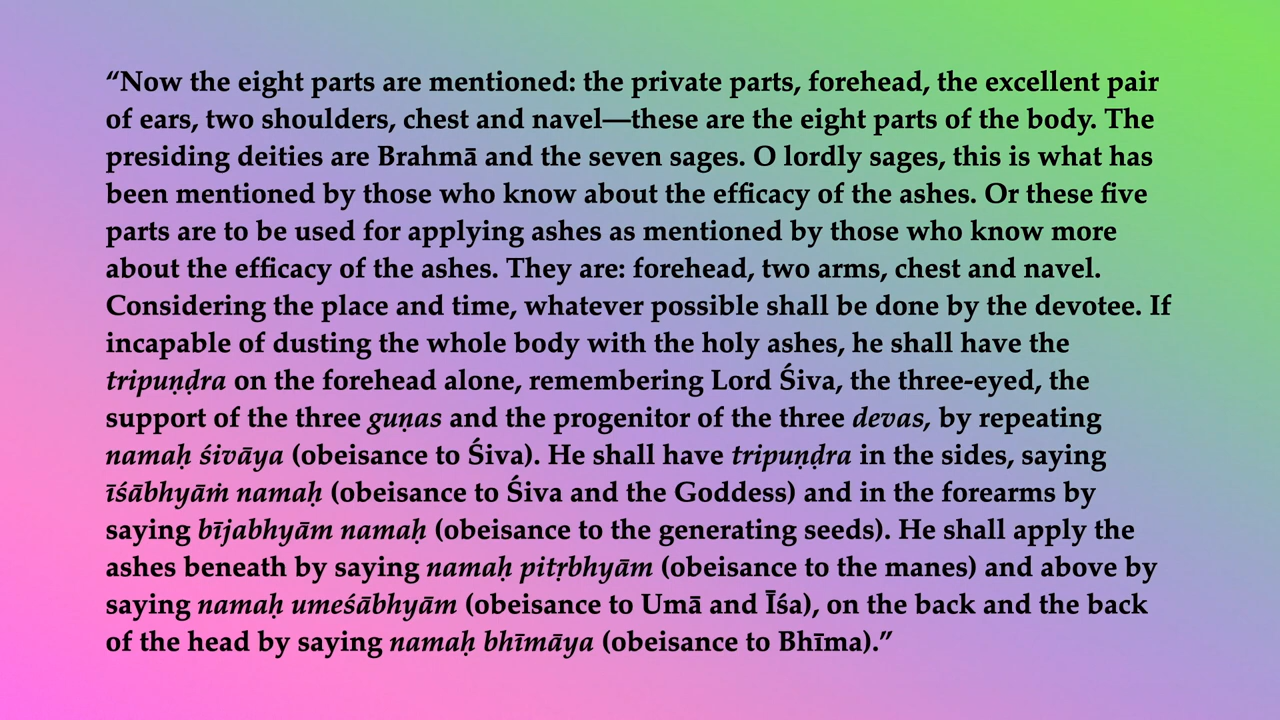 “Now the eight parts are mentioned: the private parts, forehead, the excellent pair
of ears, two shoulders, chest and navel—these are the eight parts of the body. The
presiding deities are Brahmā and the seven sages. O lordly sages, this is what has
been mentioned by those who know about the efficacy of the ashes. Or these five
parts are to be used for applying ashes as mentioned by those who know more
about the efficacy of the ashes. They are: forehead, two arms, chest and navel.
Considering the place and time, whatever possible shall be done by the devotee. If
incapable of dusting the whole body with the holy ashes, he shall have the
tripuṇḍra on the forehead alone, remembering Lord Śiva, the three-eyed, the
support of the three guṇas and the progenitor of the three devas, by repeating
namaḥ śivāya (obeisance to Śiva). He shall have tripuṇḍra in the sides, saying
īśābhyāṁ namaḥ (obeisance to Śiva and the Goddess) and in the forearms by
saying bījabhyām namaḥ (obeisance to the generating seeds). He shall apply the
ashes beneath by saying namaḥ pitṛbhyām (obeisance to the manes) and above by
saying namaḥ umeśābhyām (obeisance to Umā and Īśa), on the back and the back
of the head by saying namaḥ bhīmāya (obeisance to Bhīma).”